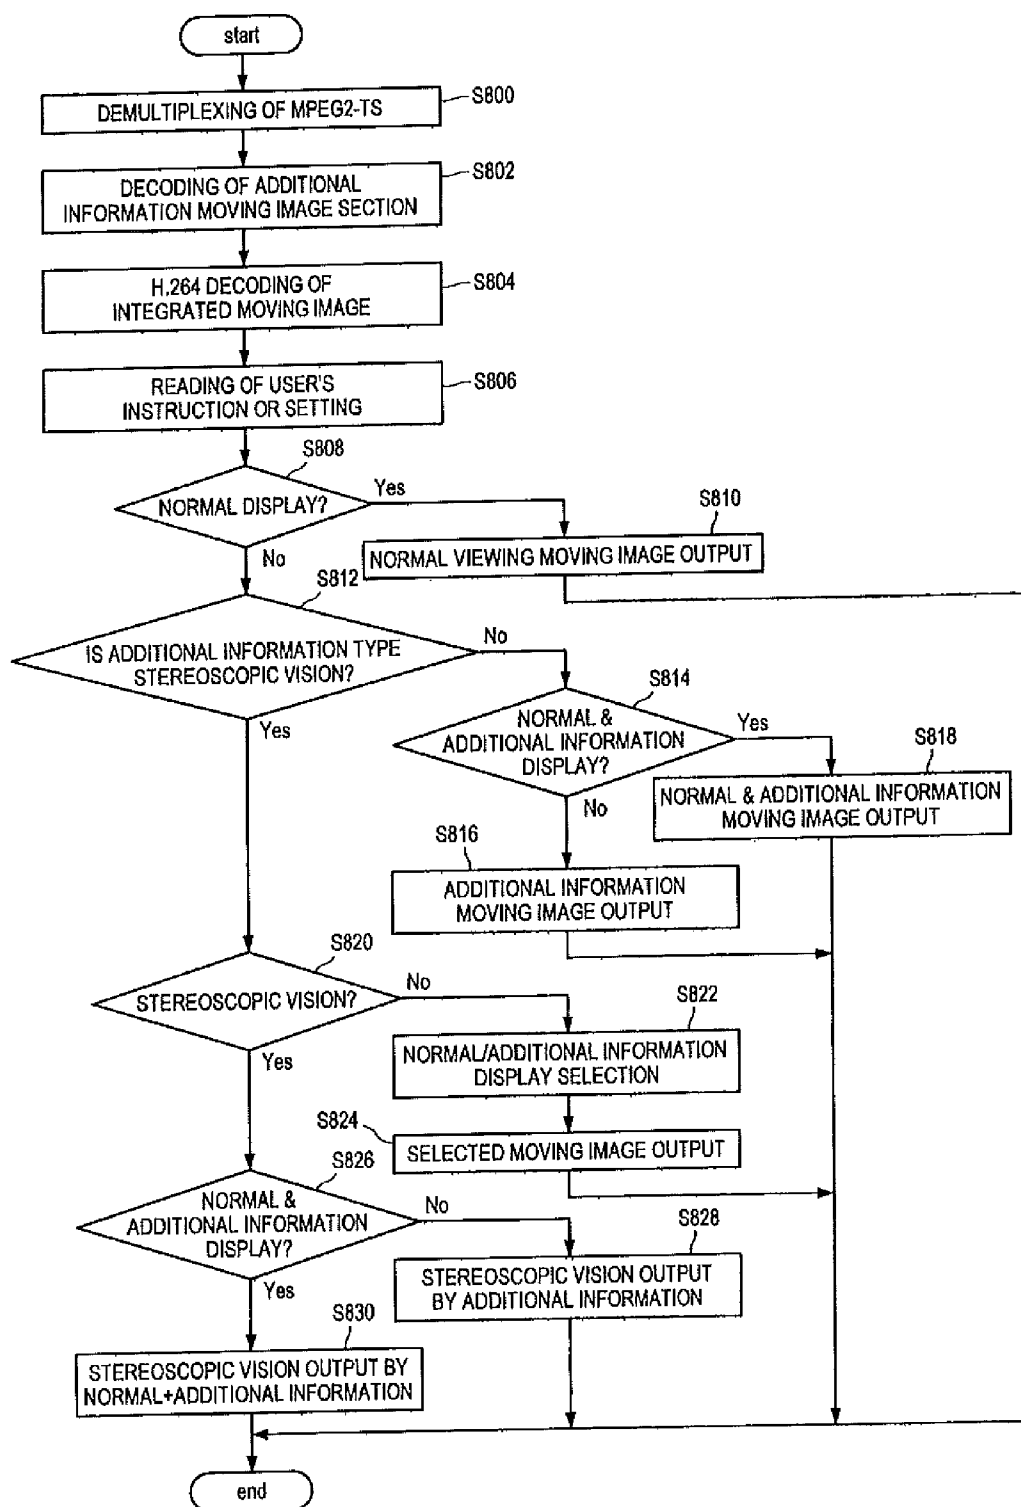 start
S800
DEMULTIPLEXING OF MPEG2-TS
S802
DECODING OF ADDITIONAL
INFORMATION MOVING IMAGE SECTION
S804
H.264 DECODING OF
INTEGRATED MOVING IMAGE
S806
READING OF USER'S
INSTRUCTION OR SETTING
S808
NORMAL DISPLAY?
Yes
No
S810
NORMAL VIEWING MOVING IMAGE OUTPUT
S812
IS ADDITIONAL INFORMATION TYPE
STEREOSCOPIC VISION?
No
Yes
S814
NORMAL &
ADDITIONAL INFORMATION
DISPLAY?
Yes
No
S818
NORMAL & ADDITIONAL INFORMATION
MOVING IMAGE OUTPUT
S816
ADDITIONAL INFORMATION
MOVING IMAGE OUTPUT
S820
STEREOSCOPIC VISION?
No
Yes
S822
NORMAL/ADDITIONAL INFORMATION
DISPLAY SELECTION
S824
SELECTED MOVING IMAGE OUTPUT
S826
NORMAL &
ADDITIONAL INFORMATION
DISPLAY?
No
Yes
S828
STEREOSCOPIC VISION OUTPUT
BY ADDITIONAL INFORMATION
S830
STEREOSCOPIC VISION OUTPUT BY
NORMAL+ADDITIONAL INFORMATION
end